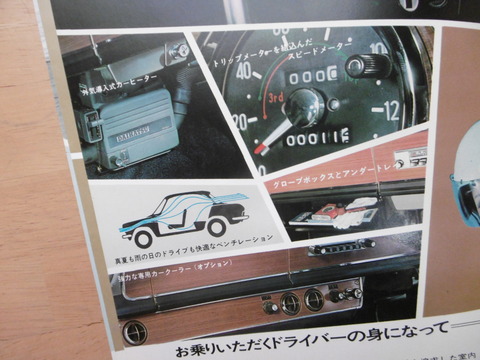 外気導入式カーヒーター
トリップメーターを組込んだ
スピードメーター
40
20
60
3rd
000
10
12
グローブボックスとアンダートレイ
真夏も雨の日のドライブも快適なベンチレーション
強力な専用カークーラー(オプション)
お乗りいただくドライバーの身になって